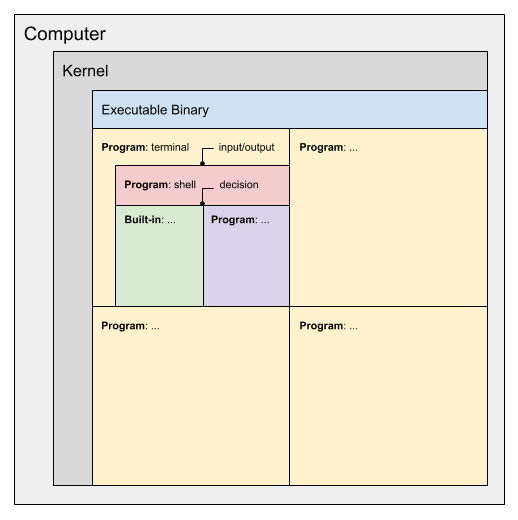 Computer
Kernel
Executable Binary
Program: terminal
input/output
Program: ...
Program: shell
decision
Built-in: ...
Program: ...
Program: ...
Program: ...